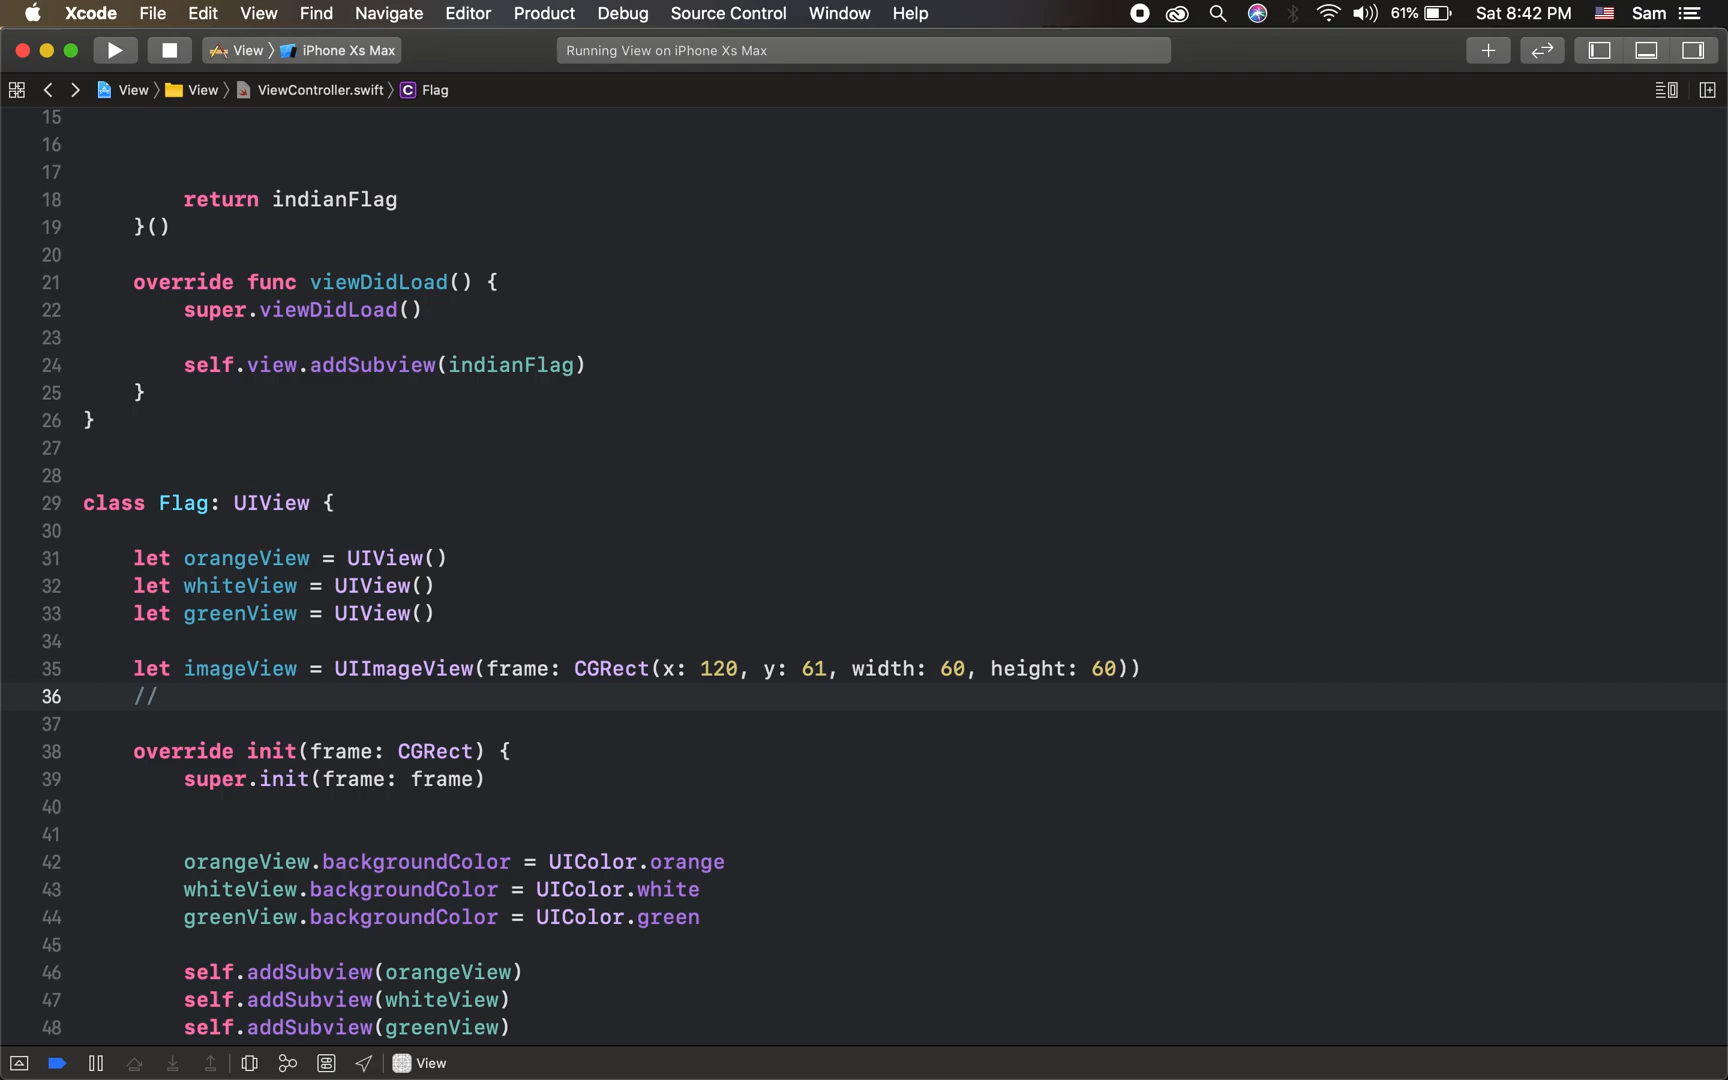 Xcode File Edit View Find Navigate Editor Product Debug Source Control Window Help 61% Sat 8:42 PM Sam
View iPhone Xs Max Running View on iPhone Xs Max
View View ViewController.swift C Flag
15
16
17
18 return indianFlag
19 }()
20
21 override func viewDidLoad() {
22 super.viewDidLoad()
23
24 self.view.addSubview(indianFlag)
25 }
26 }
27
28
29 class Flag: UIView {
30
31 let orangeView = UIView()
32 let whiteView = UIView()
33 let greenView = UIView()
34
35 let imageView = UIImageView(frame: CGRect(x: 120, y: 61, width: 60, height: 60))
36 //
37
38 override init(frame: CGRect) {
39 super.init(frame: frame)
40
41
42 orangeView.backgroundColor = UIColor.orange
43 whiteView.backgroundColor = UIColor.white
44 greenView.backgroundColor = UIColor.green
45
46 self.addSubview(orangeView)
47 self.addSubview(whiteView)
48 self.addSubview(greenView)
View